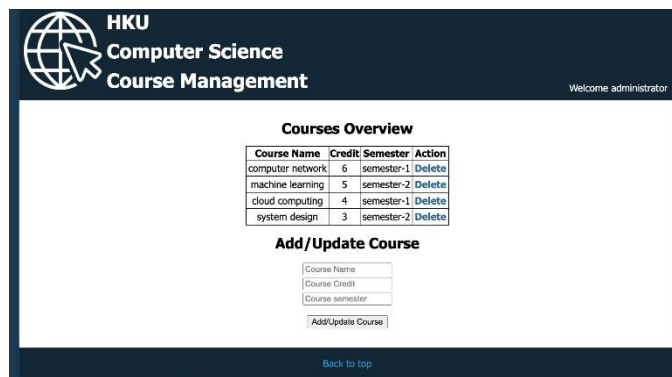 HKU
Computer Science
Course Management
Welcome administrator
Courses Overview
Course Name Credit Semester Action
computer network 6 semester-1 Delete
machine learning 5 semester-2 Delete
cloud computing 4 semester-1 Delete
system design 3 semester-2 Delete
Add/Update Course
Course Name
Course Credit
Course semester
Add/Update Course
Back to top